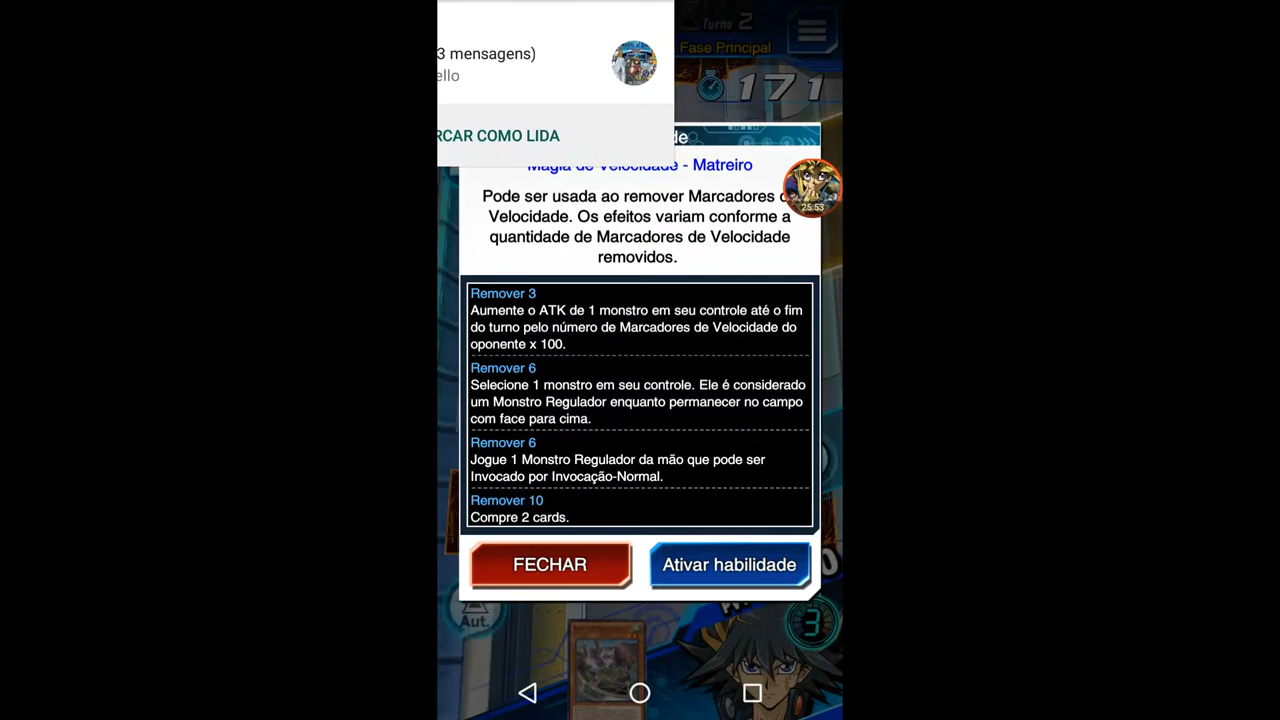 Turno 2
Fase Principal
3 mensagens)
ello
171
RCAR COMO LIDA
de
Magia de Velocidade - Matreiro
Pode ser usada ao remover Marcadores
Velocidade. Os efeitos variam conforme a
quantidade de Marcadores de Velocidade
removidos.
25:53
Remover 3
Aumente o ATK de 1 monstro em seu controle até o fim
do turno pelo número de Marcadores de Velocidade do
oponente x 100.
Remover 6
Selecione 1 monstro em seu controle. Ele é considerado
um Monstro Regulador enquanto permanecer no campo
com face para cima.
Remover 6
Jogue 1 Monstro Regulador da mão que pode ser
Invocado por Invocação-Normal.
Remover 10
Compre 2 cards.
FECHAR
Ativar habilidade
0
Aut.
3